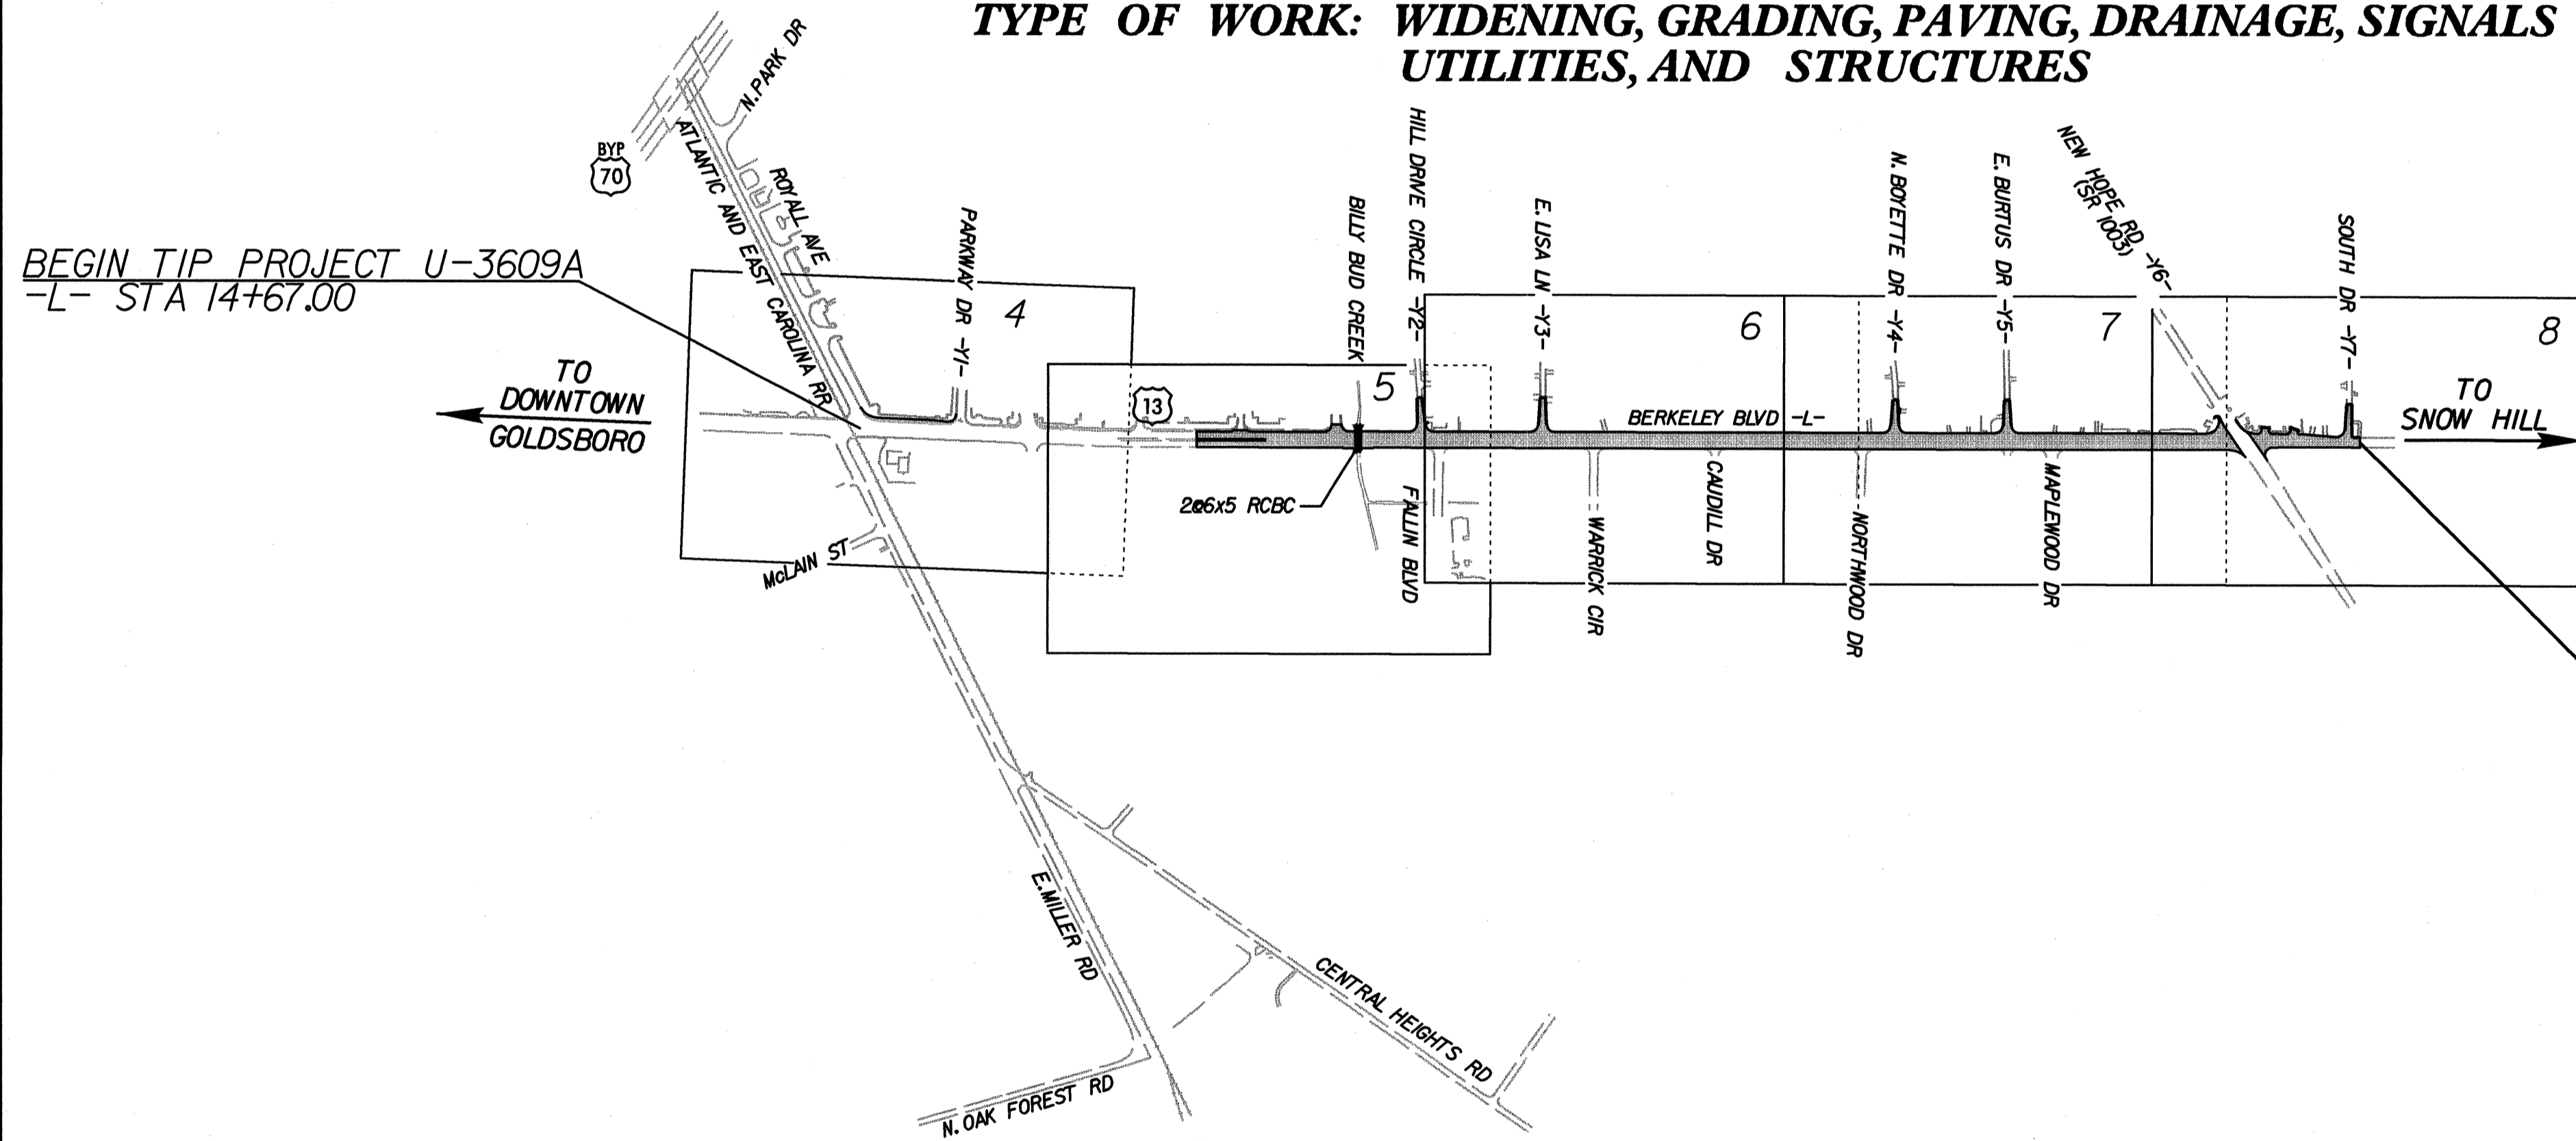 TYPE OF WORK: WIDENING, GRADING, PAVING, DRAINAGE, SIGNALS
UTILITIES, AND STRUCTURES
N. PARK DR
BYP
70
ATLANTIC AND EAST CAROLINA RR
ROYALL AVE
BEGIN TIP PROJECT U-3609A
-L- STA 14+67.00
PARKWAY DR -Y1-
4
BILLY BUD CREEK
HILL DRIVE CIRCLE -Y2-
E. LISA LN -Y3-
6
N. BOYETTE DR -Y4-
E. BURTUS DR -Y5-
7
NEW HOPE RD -Y6-
(SR 1003)
SOUTH DR -Y7-
8
TO
DOWNTOWN
GOLDSBORO
13
5
BERKELEY BLVD -L-
TO
SNOW HILL
2@6x5 RCBC
FALLIN BLVD
WARRICK CIR
CAUDILL DR
NORTHWOOD DR
MAPLEWOOD DR
McLAIN ST
E. MILLER RD
CENTRAL HEIGHTS RD
N. OAK FOREST RD